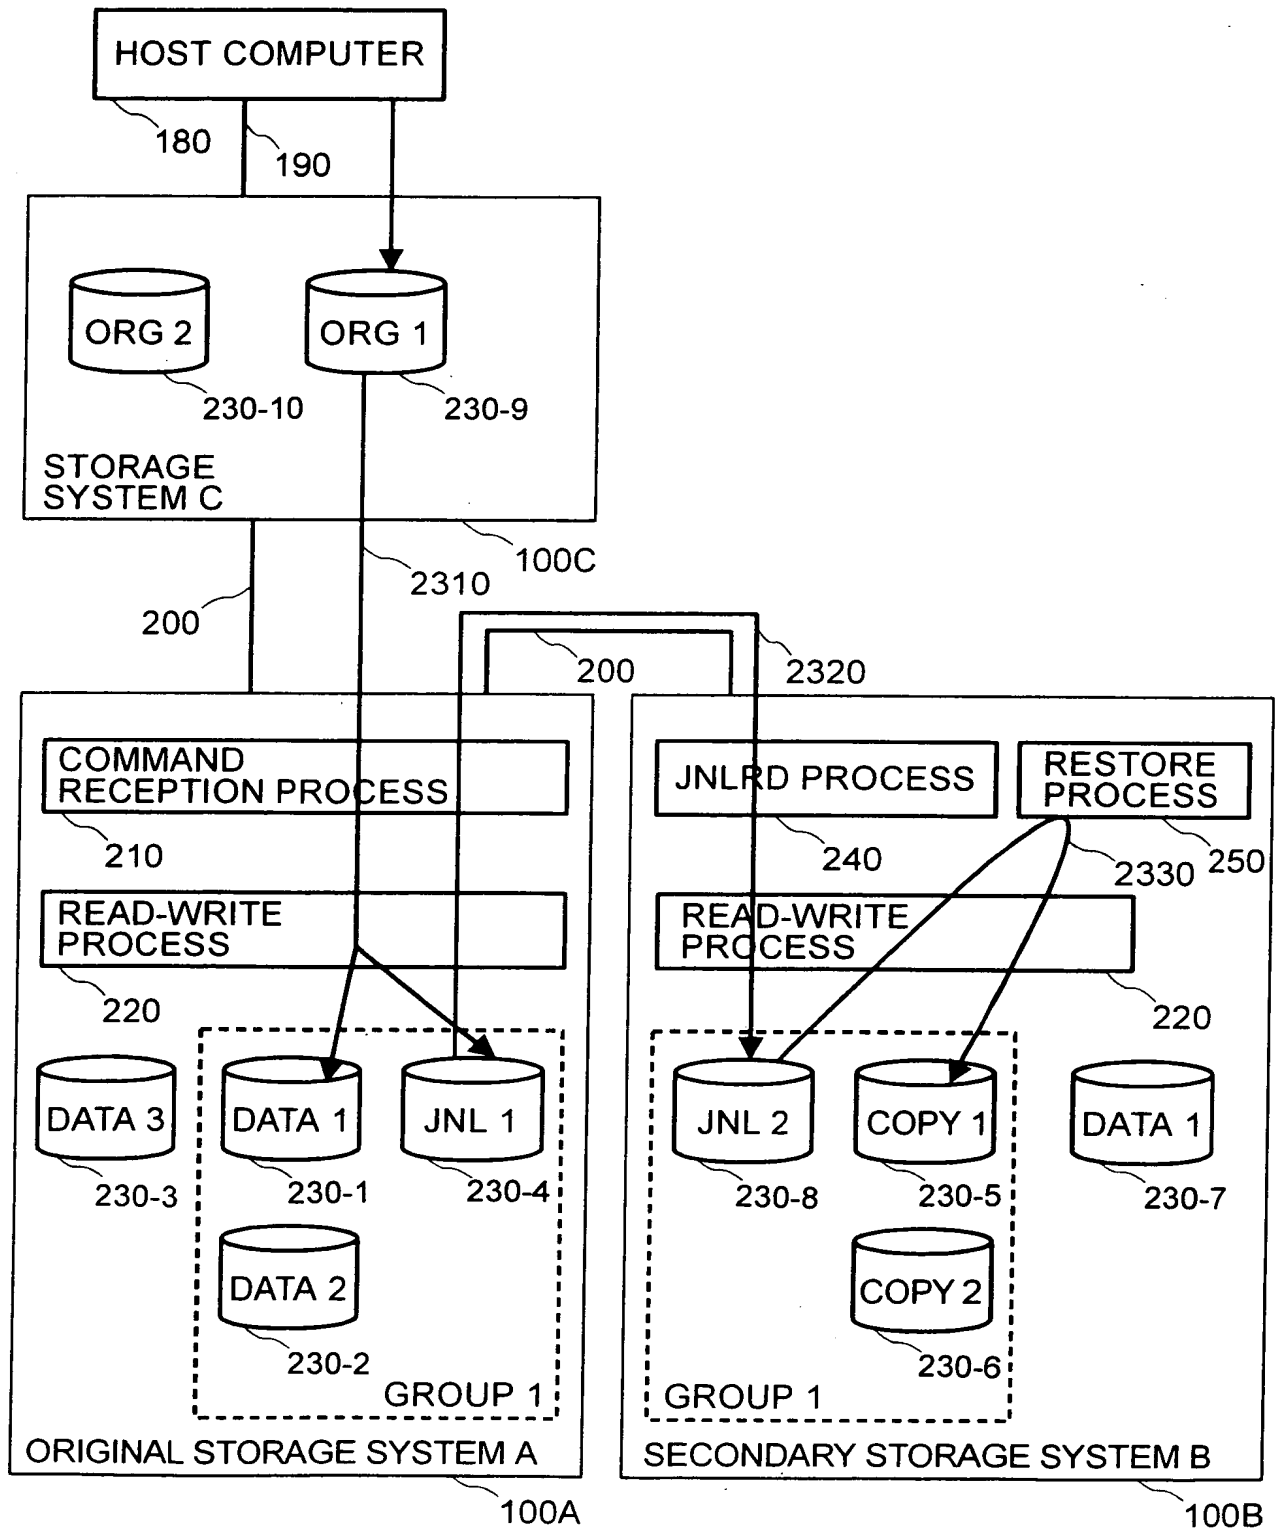 HOST COMPUTER
180
190
ORG 2
ORG 1
230-10
230-9
STORAGE
SYSTEM C
100C
2310
200
200
2320
COMMAND
RECEPTION PROCESS
210
JNLRD PROCESS
240
RESTORE
PROCESS
250
2330
READ-WRITE
PROCESS
220
READ-WRITE
PROCESS
220
DATA 3
DATA 1
JNL 1
230-3
230-1
230-4
JNL 2
COPY 1
DATA 1
230-8
230-5
230-7
DATA 2
230-2
COPY 2
230-6
GROUP 1
GROUP 1
ORIGINAL STORAGE SYSTEM A
100A
SECONDARY STORAGE SYSTEM B
100B